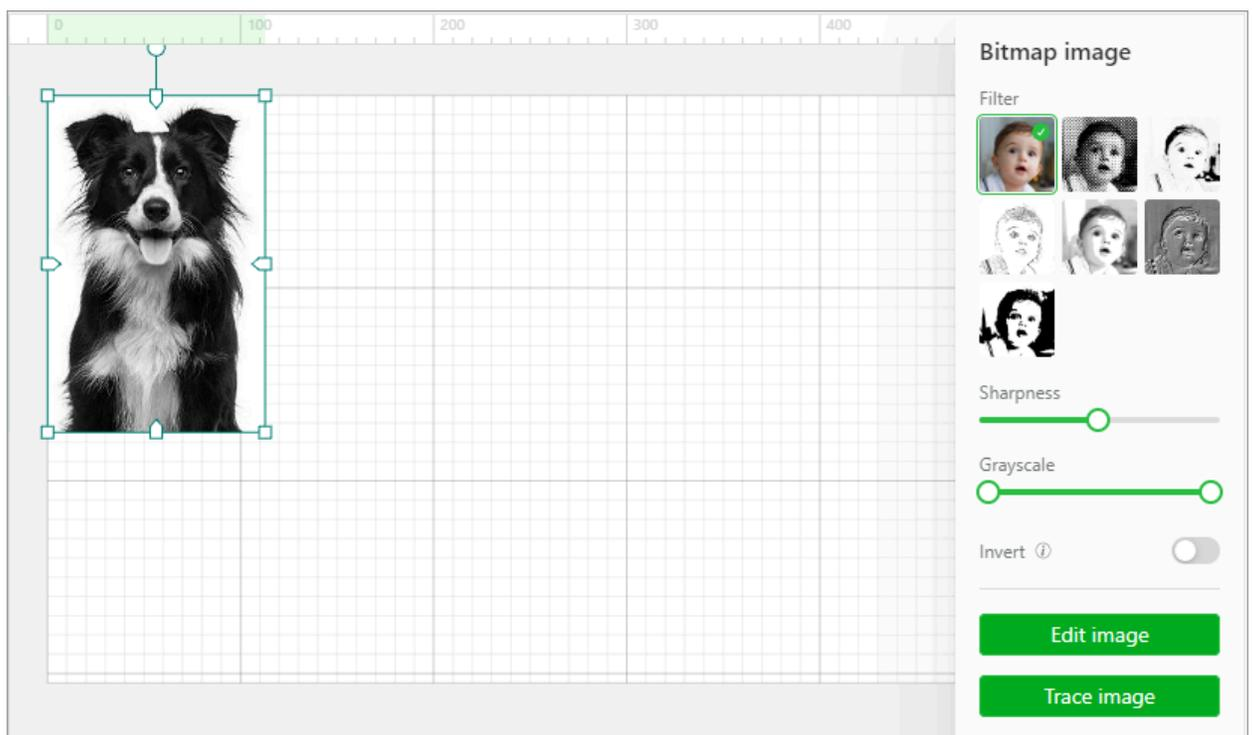 0 100 200 300 400
Bitmap image
Filter
Sharpness
Grayscale
Invert
Edit image
Trace image